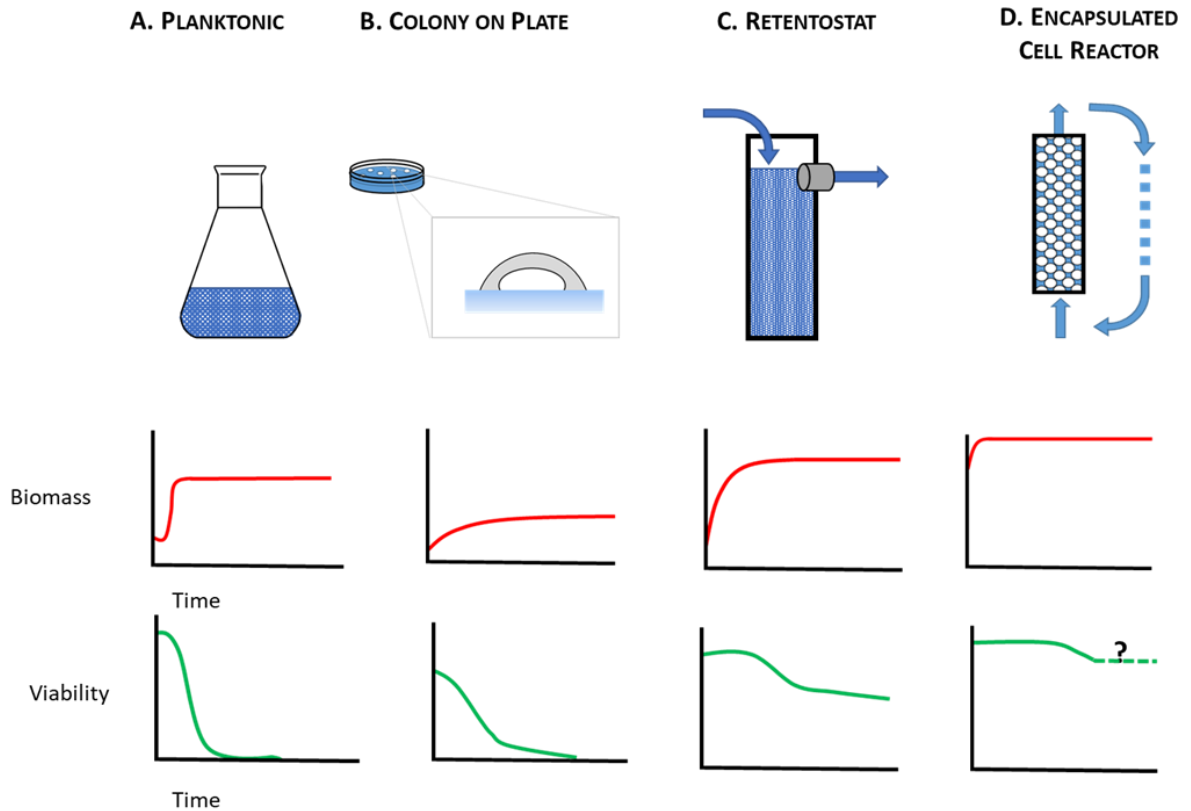 A. PLANKTONIC
B. COLONY ON PLATE
C. RETENTOSTAT
D. ENCAPSULATED
CELL REACTOR
Biomass
Time
Viability
?
Time